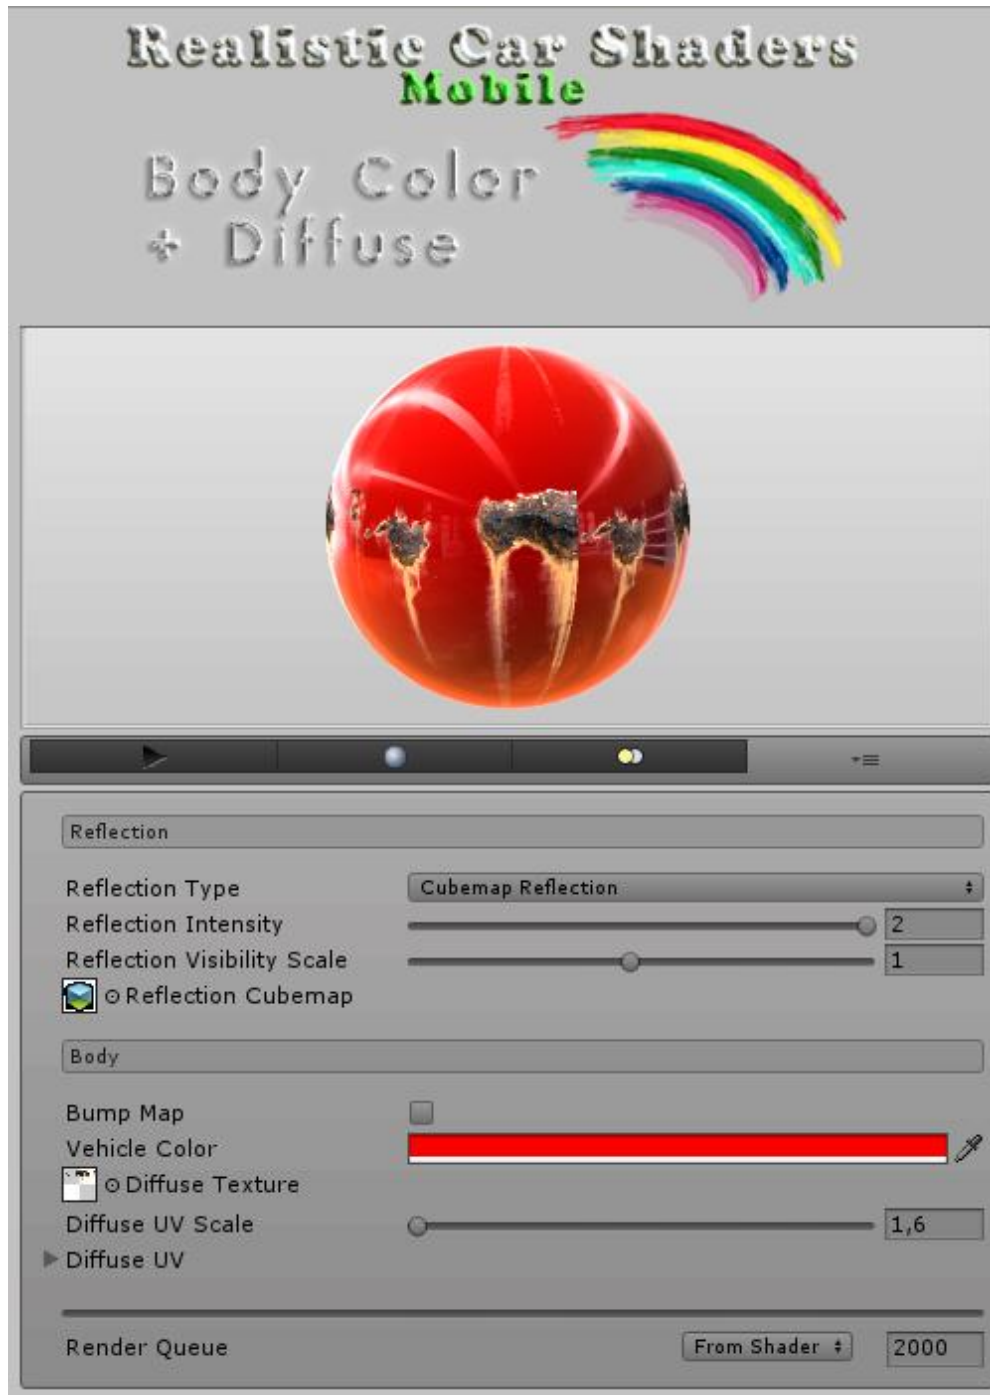 Realistic Car Shaders
Mobile
Body Color
+ Diffuse
Reflection
Reflection Type Cubemap Reflection
Reflection Intensity 2
Reflection Visibility Scale 1
Reflection Cubemap
Body
Bump Map
Vehicle Color
Diffuse Texture
Diffuse UV Scale 1,6
Diffuse UV
Render Queue From Shader 2000